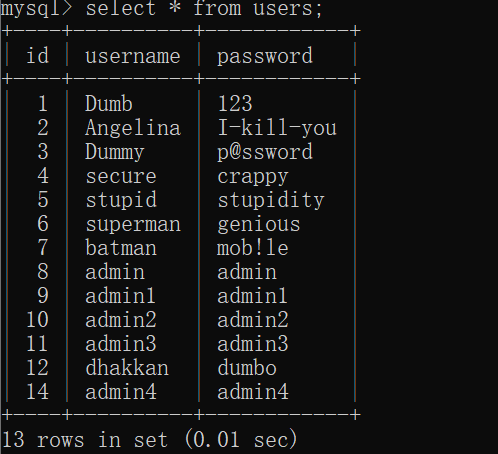 mysql> select * from users;
+----+----------+------------+
| id | username | password   |
+----+----------+------------+
|  1 | Dumb     | 123        |
|  2 | Angelina | I-kill-you |
|  3 | Dummy    | p@ssword   |
|  4 | secure   | crappy     |
|  5 | stupid   | stupidity  |
|  6 | superman | genious    |
|  7 | batman   | mob!le     |
|  8 | admin    | admin      |
|  9 | admin1   | admin1     |
| 10 | admin2   | admin2     |
| 11 | admin3   | admin3     |
| 12 | dhakkan  | dumbo      |
| 14 | admin4   | admin4     |
+----+----------+------------+
13 rows in set (0.01 sec)